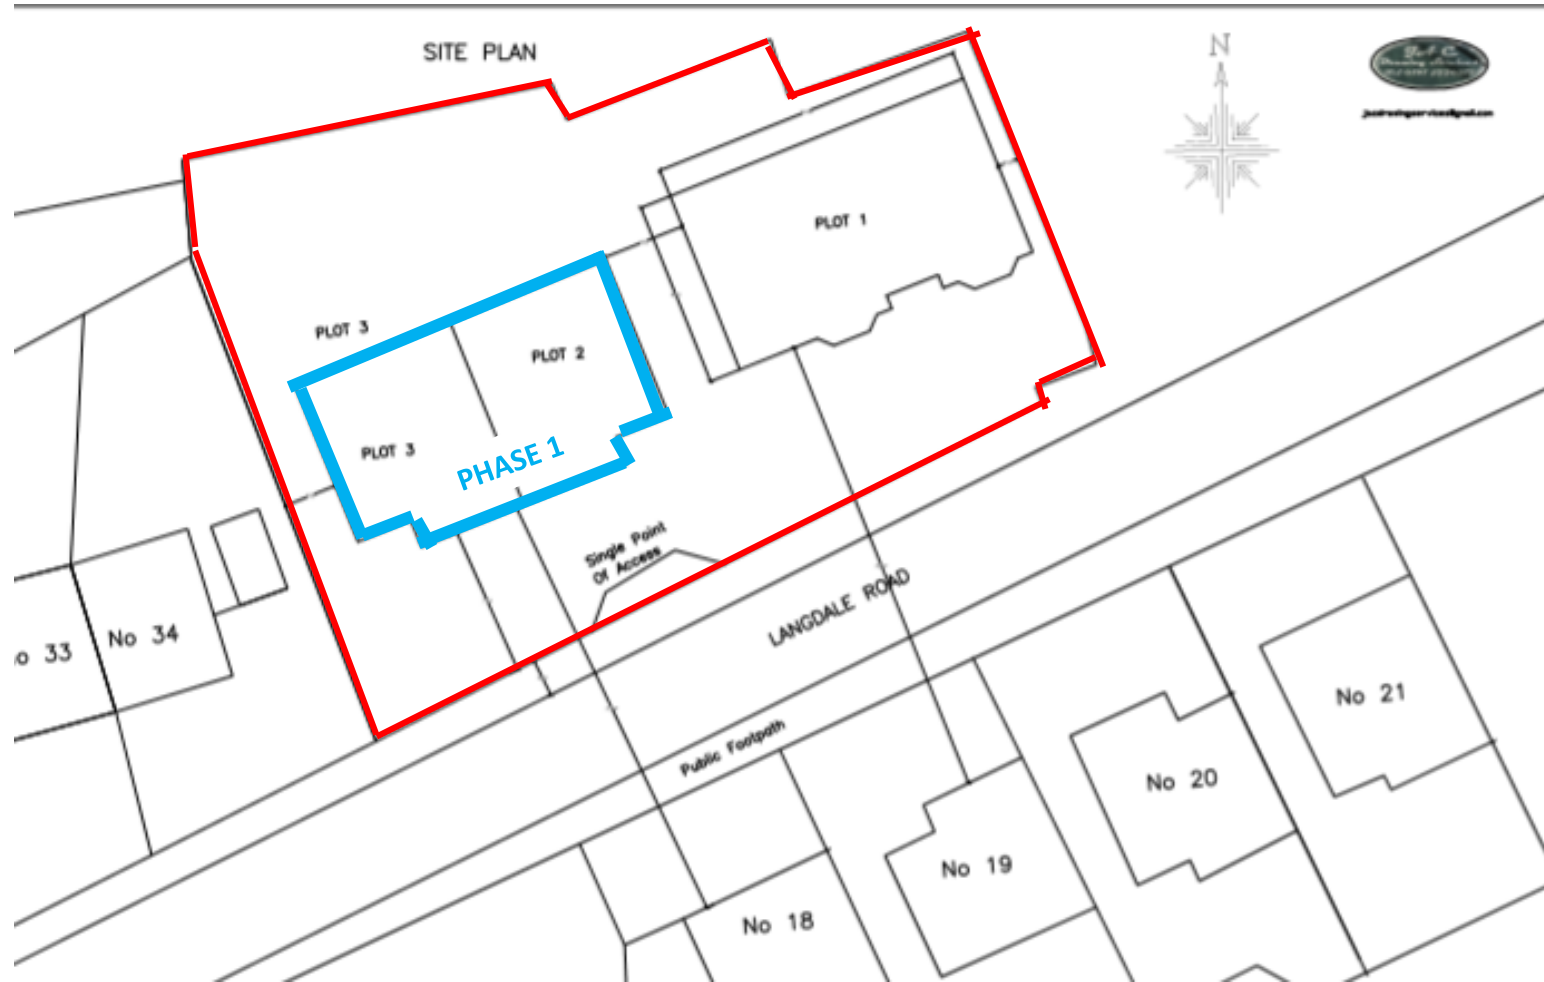 SITE PLAN
N
PLOT 1
PLOT 3
PLOT 2
PLOT 3
PHASE 1
Single Point
Of Access
LANGDALE ROAD
Public Footpath
33
No 34
No 21
No 20
No 19
No 18